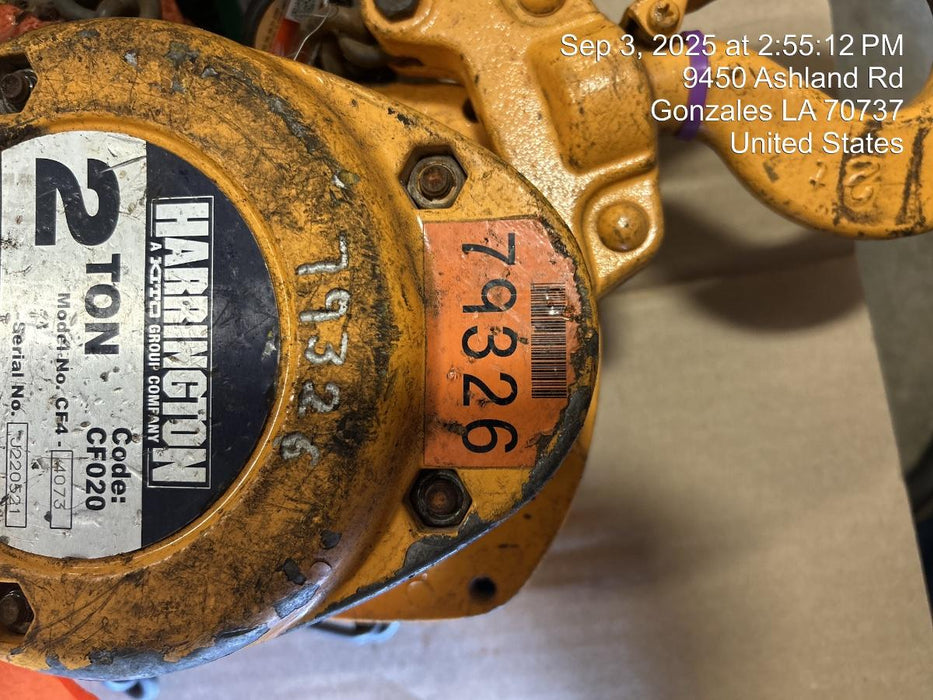 Sep 3, 2025 at 2:55:12 PM
9450 Ashland Rd
Gonzales LA 70737
United States
HARRINGTON
A KITO GROUP COMPANY
2 TON
Code:
CF020
Model No. CF4 - 4073
Serial No. J220521
79326
79326
2